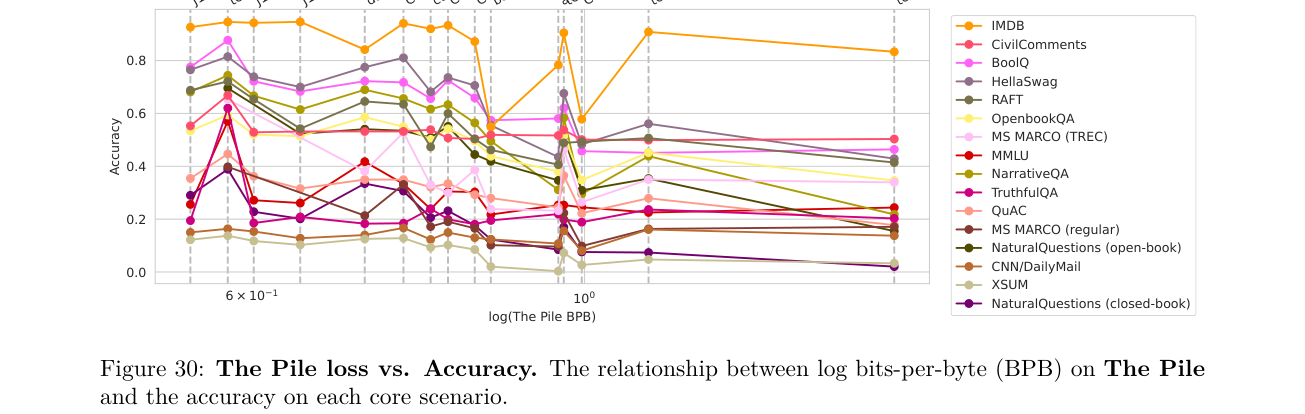 0.8
0.6
0.4
0.2
0.0
Accuracy
6 × 10⁻¹
10⁰
log(The Pile BPB)
IMDB
CivilComments
BoolQ
HellaSwag
RAFT
OpenbookQA
MS MARCO (TREC)
MMLU
NarrativeQA
TruthfulQA
QuAC
MS MARCO (regular)
NaturalQuestions (open-book)
CNN/DailyMail
XSUM
NaturalQuestions (closed-book)
Figure 30: The Pile loss vs. Accuracy. The relationship between log bits-per-byte (BPB) on The Pile
and the accuracy on each core scenario.